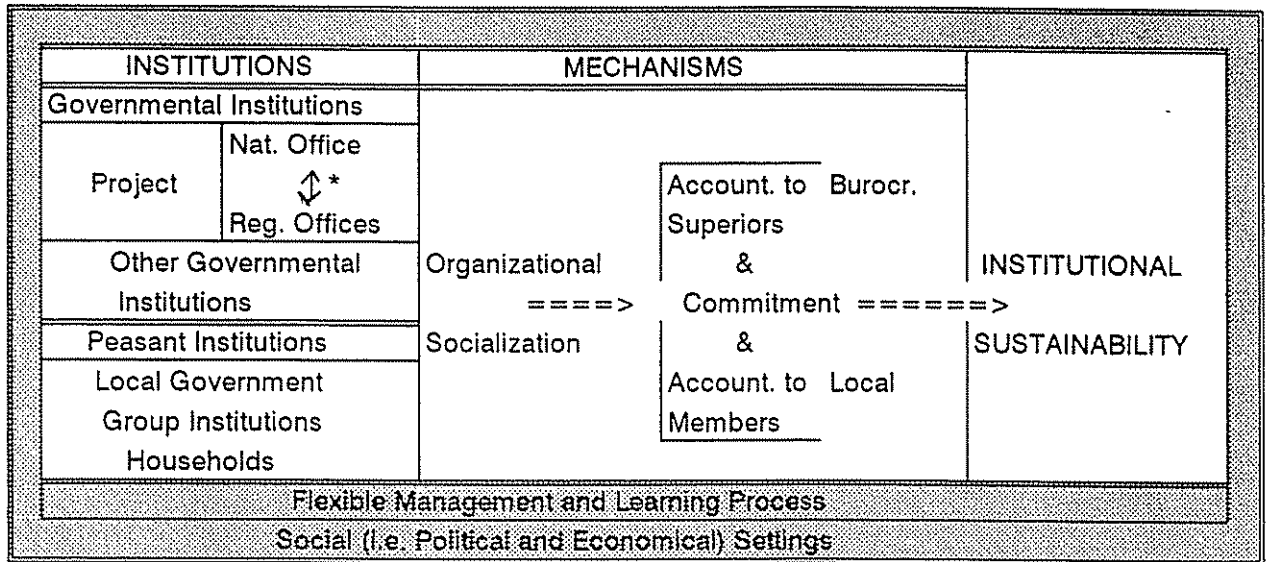 INSTITUTIONS
MECHANISMS
Governmental Institutions
Project
Nat. Office
*
Reg. Offices
Other Governmental
Institutions
Peasant Institutions
Local Government
Group Institutions
Households
Organizational
====>
Socialization
Account. to Burocr.
Superiors
&
Commitment ======>
&
Account. to Local
Members
INSTITUTIONAL
SUSTAINABILITY
Flexible Management and Learning Process
Social (i.e. Political and Economical) Settings